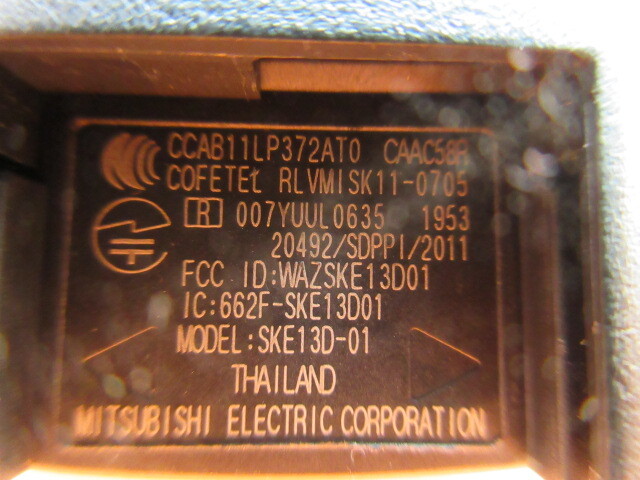 CCAB11LP372AT0 CAAC58R
COFETEL RLVMISK11-0705
R 007YUUL0635 1953
20492/SDPPI/2011
FCC ID:WAZSKE13D01
IC:662F-SKE13D01
MODEL:SKE13D-01
THAILAND
MITSUBISHI ELECTRIC CORPORATION